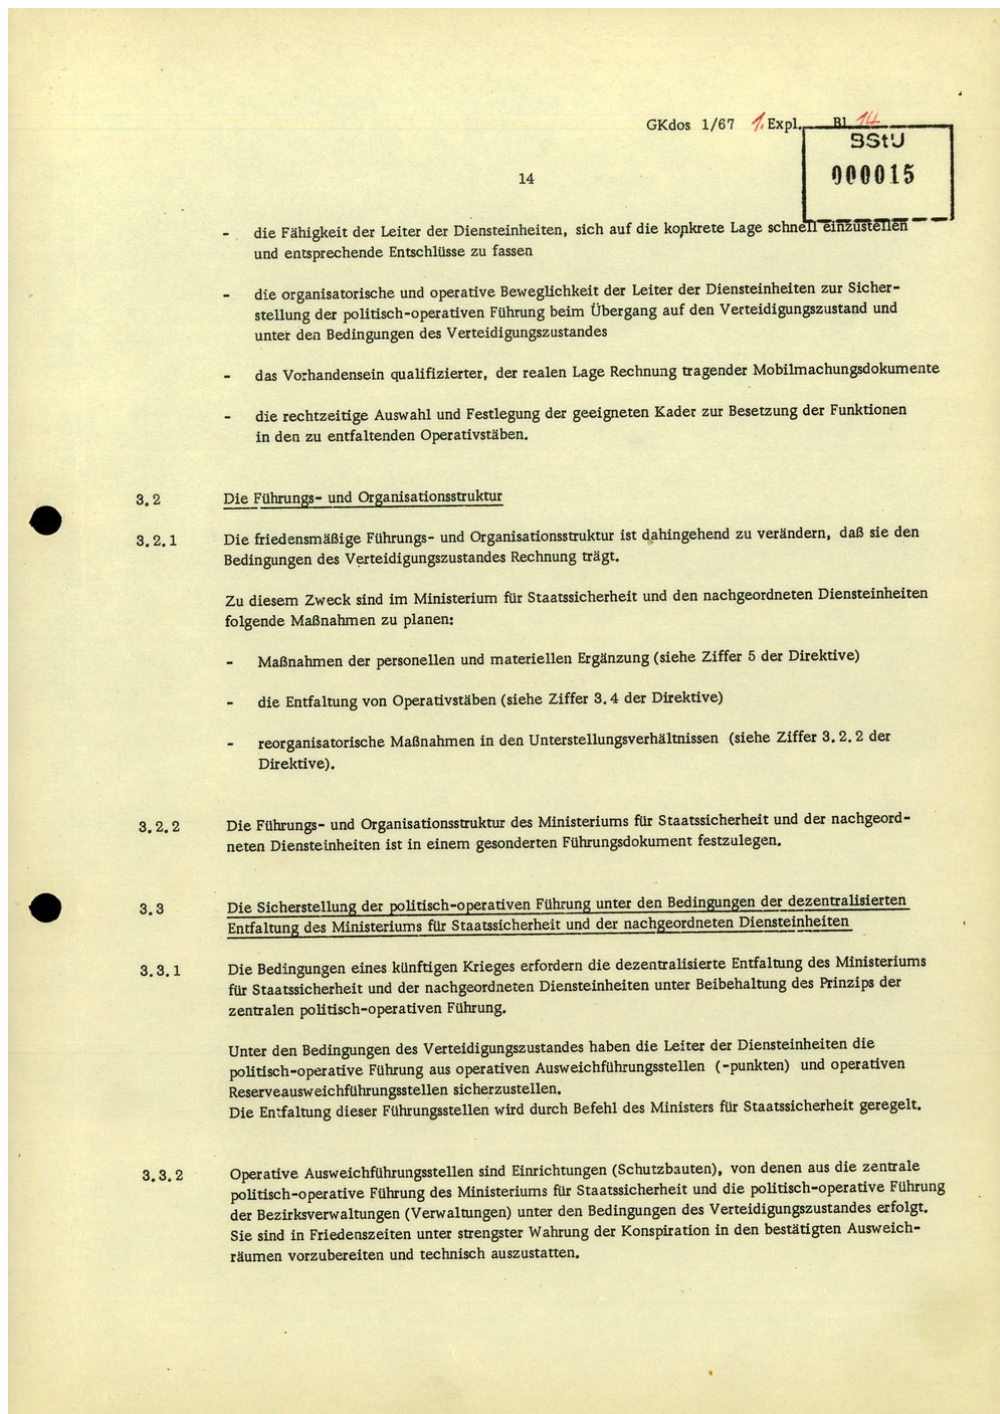 GKdos 1/67 1. Expl. Bl 14
BStU
000015
14
- die Fähigkeit der Leiter der Diensteinheiten, sich auf die konkrete Lage schnell einzustellen
und entsprechende Entschlüsse zu fassen
- die organisatorische und operative Beweglichkeit der Leiter der Diensteinheiten zur Sicher-
stellung der politisch-operativen Führung beim Übergang auf den Verteidigungszustand und
unter den Bedingungen des Verteidigungszustandes
- das Vorhandensein qualifizierter, der realen Lage Rechnung tragender Mobilmachungsdokumente
- die rechtzeitige Auswahl und Festlegung der geeigneten Kader zur Besetzung der Funktionen
in den zu entfaltenden Operativstäben.
3.2 Die Führungs- und Organisationsstruktur
3.2.1 Die friedensmäßige Führungs- und Organisationsstruktur ist dahingehend zu verändern, daß sie den
Bedingungen des Verteidigungszustandes Rechnung trägt.
Zu diesem Zweck sind im Ministerium für Staatssicherheit und den nachgeordneten Diensteinheiten
folgende Maßnahmen zu planen:
- Maßnahmen der personellen und materiellen Ergänzung (siehe Ziffer 5 der Direktive)
- die Entfaltung von Operativstäben (siehe Ziffer 3.4 der Direktive)
- reorganisatorische Maßnahmen in den Unterstellungsverhältnissen (siehe Ziffer 3.2.2 der
Direktive).
3.2.2 Die Führungs- und Organisationsstruktur des Ministeriums für Staatssicherheit und der nachgeord-
neten Diensteinheiten ist in einem gesonderten Führungsdokument festzulegen.
3.3 Die Sicherstellung der politisch-operativen Führung unter den Bedingungen der dezentralisierten
Entfaltung des Ministeriums für Staatssicherheit und der nachgeordneten Diensteinheiten
3.3.1 Die Bedingungen eines künftigen Krieges erfordern die dezentralisierte Entfaltung des Ministeriums
für Staatssicherheit und der nachgeordneten Diensteinheiten unter Beibehaltung des Prinzips der
zentralen politisch-operativen Führung.
Unter den Bedingungen des Verteidigungszustandes haben die Leiter der Diensteinheiten die
politisch-operative Führung aus operativen Ausweichführungsstellen (-punkten) und operativen
Reserveausweichführungsstellen sicherzustellen.
Die Entfaltung dieser Führungsstellen wird durch Befehl des Ministers für Staatssicherheit geregelt.
3.3.2 Operative Ausweichführungsstellen sind Einrichtungen (Schutzbauten), von denen aus die zentrale
politisch-operative Führung des Ministeriums für Staatssicherheit und die politisch-operative Führung
der Bezirksverwaltungen (Verwaltungen) unter den Bedingungen des Verteidigungszustandes erfolgt.
Sie sind in Friedenszeiten unter strengster Wahrung der Konspiration in den bestätigten Ausweich-
räumen vorzubereiten und technisch auszustatten.